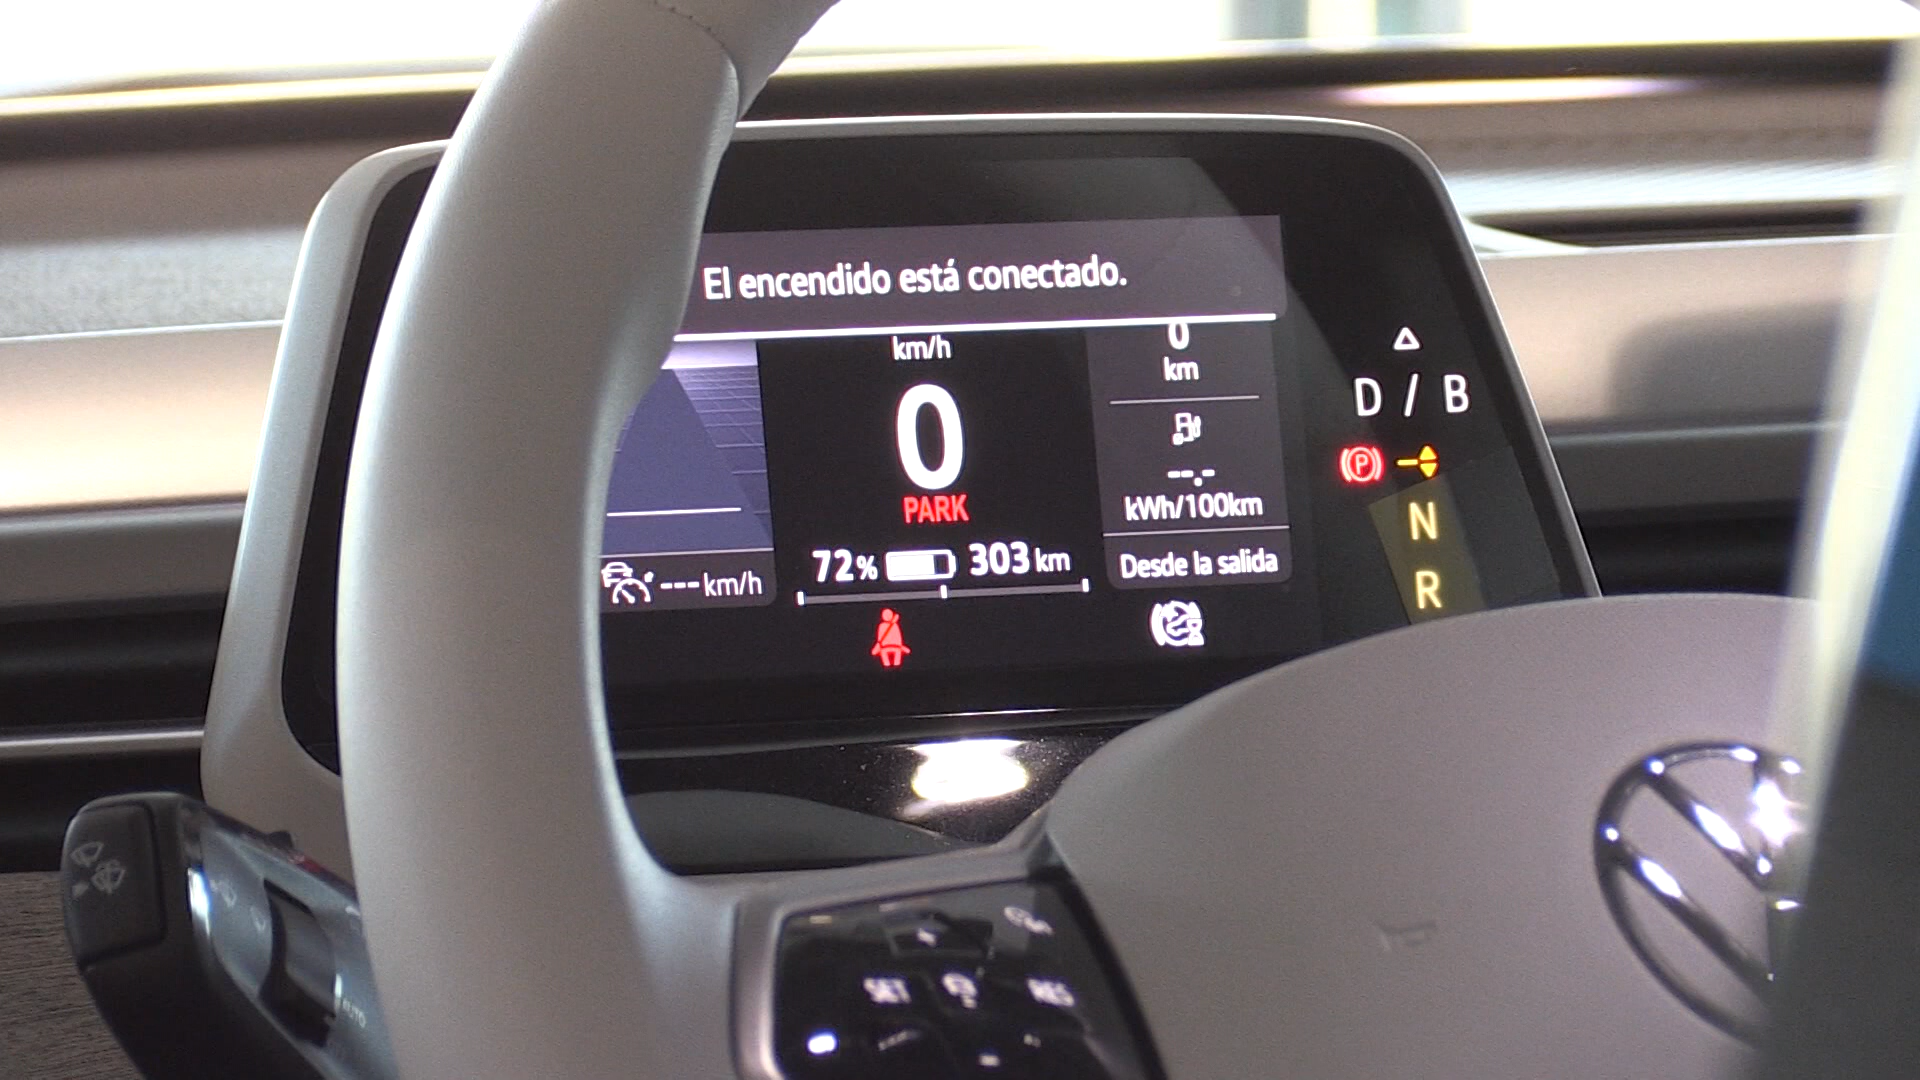 El encendido está conectado.
km/h
0
PARK
72% 303 km
--- km/h
0
km
--.-
kWh/100km
Desde la salida
D / B
P
N
R
SET
RES
AUTO